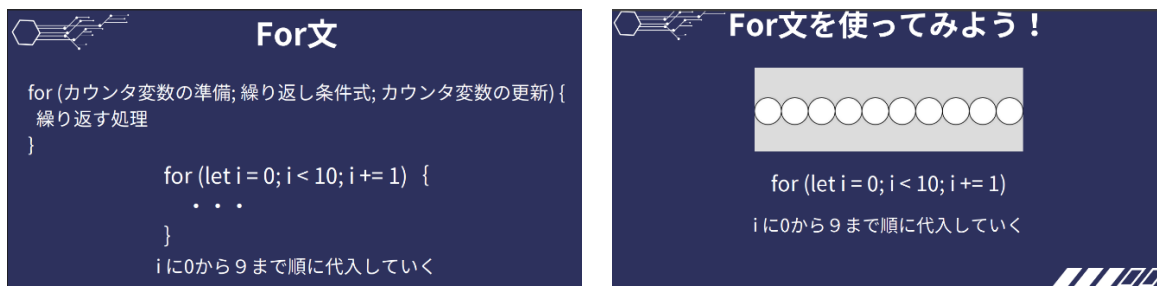 For文
for (カウンタ変数の準備; 繰り返し条件式; カウンタ変数の更新) {
繰り返す処理
}
for (let i = 0; i < 10; i += 1) {
・・・
}
i に0から９まで順に代入していく
For文を使ってみよう！
for (let i = 0; i < 10; i += 1)
i に0から９まで順に代入していく